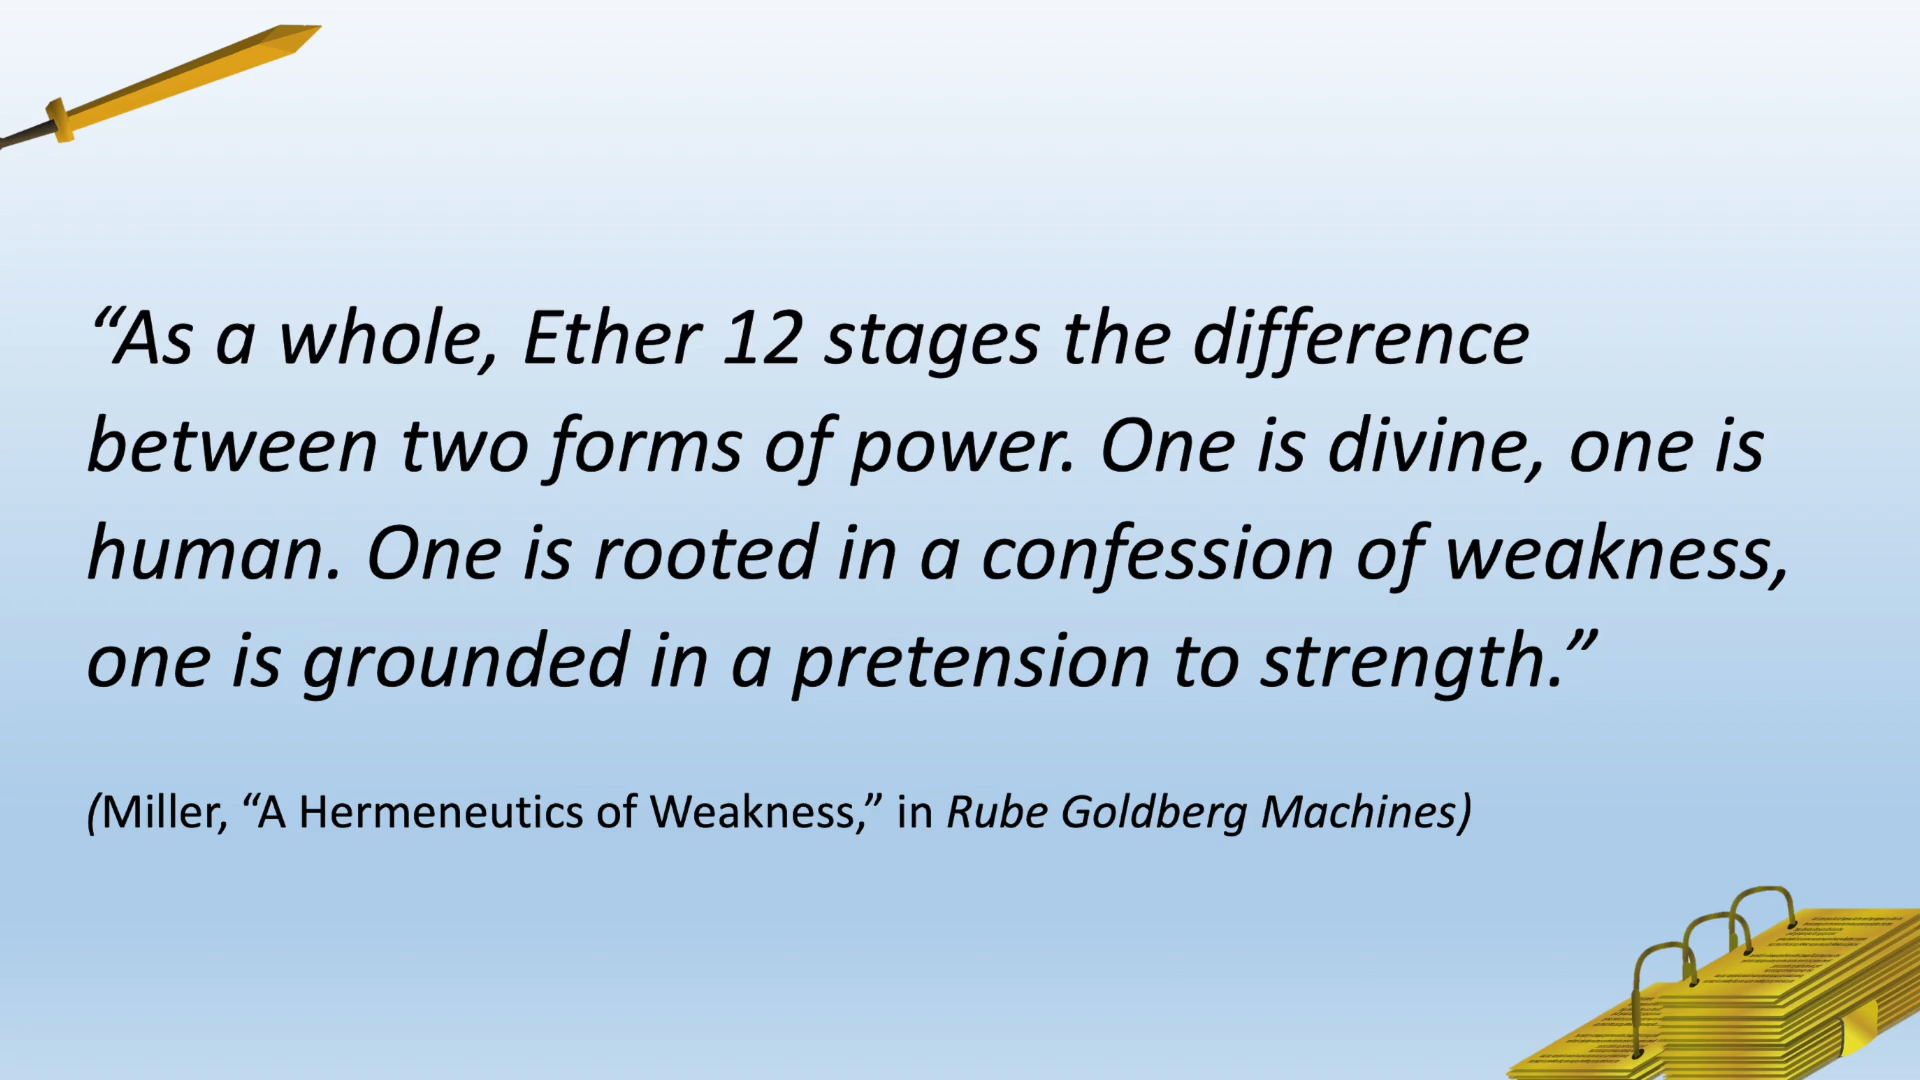 “As a whole, Ether 12 stages the difference
between two forms of power. One is divine, one is
human. One is rooted in a confession of weakness,
one is grounded in a pretension to strength.”
(Miller, “A Hermeneutics of Weakness,” in Rube Goldberg Machines)